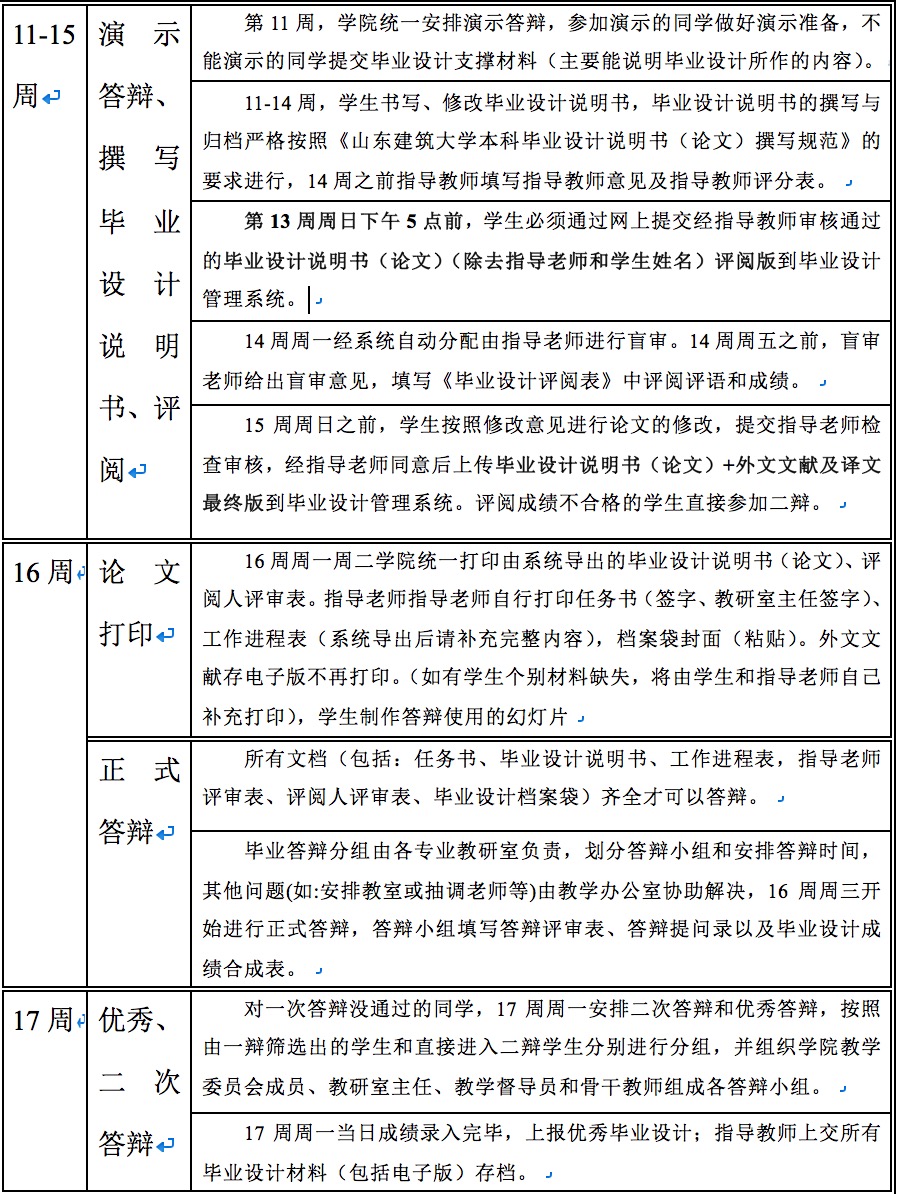 11-15
周
演示
答辩、
撰写
毕业
设计
说明
书、评
阅
第 11 周，学院统一安排演示答辩，参加演示的同学做好演示准备，不
能演示的同学提交毕业设计支撑材料（主要能说明毕业设计所作的内容）。
11-14 周，学生书写、修改毕业设计说明书，毕业设计说明书的撰写与
归档严格按照《山东建筑大学本科毕业设计说明书（论文）撰写规范》的
要求进行，14 周之前指导教师填写指导教师意见及指导教师评分表。
第 13 周周日下午 5 点前，学生必须通过网上提交经指导教师审核通过
的毕业设计说明书（论文）（除去指导老师和学生姓名）评阅版到毕业设计
管理系统。
14 周周一经系统自动分配由指导老师进行盲审。14 周周五之前，盲审
老师给出盲审意见，填写《毕业设计评阅表》中评阅评语和成绩。
15 周周日之前，学生按照修改意见进行论文的修改，提交指导老师检
查审核，经指导老师同意后上传毕业设计说明书（论文）+外文文献及译文
最终版到毕业设计管理系统。评阅成绩不合格的学生直接参加二辩。
16 周
论文
打印
16 周周一周二学院统一打印由系统导出的毕业设计说明书（论文）、评
阅人评审表。指导老师指导老师自行打印任务书（签字、教研室主任签字）、
工作进程表（系统导出后请补充完整内容），档案袋封面（粘贴）。外文文
献存电子版不再打印。（如有学生个别材料缺失，将由学生和指导老师自己
补充打印），学生制作答辩使用的幻灯片
正式
答辩
所有文档（包括：任务书、毕业设计说明书、工作进程表，指导老师
评审表、评阅人评审表、毕业设计档案袋）齐全才可以答辩。
毕业答辩分组由各专业教研室负责，划分答辩小组和安排答辩时间，
其他问题(如:安排教室或抽调老师等)由教学办公室协助解决，16 周周三开
始进行正式答辩，答辩小组填写答辩评审表、答辩提问录以及毕业设计成
绩合成表。
17 周
优秀、
二次
答辩
对一次答辩没通过的同学，17 周周一安排二次答辩和优秀答辩，按照
由一辩筛选出的学生和直接进入二辩学生分别进行分组，并组织学院教学
委员会成员、教研室主任、教学督导员和骨干教师组成各答辩小组。
17 周周一当日成绩录入完毕，上报优秀毕业设计；指导教师上交所有
毕业设计材料（包括电子版）存档。